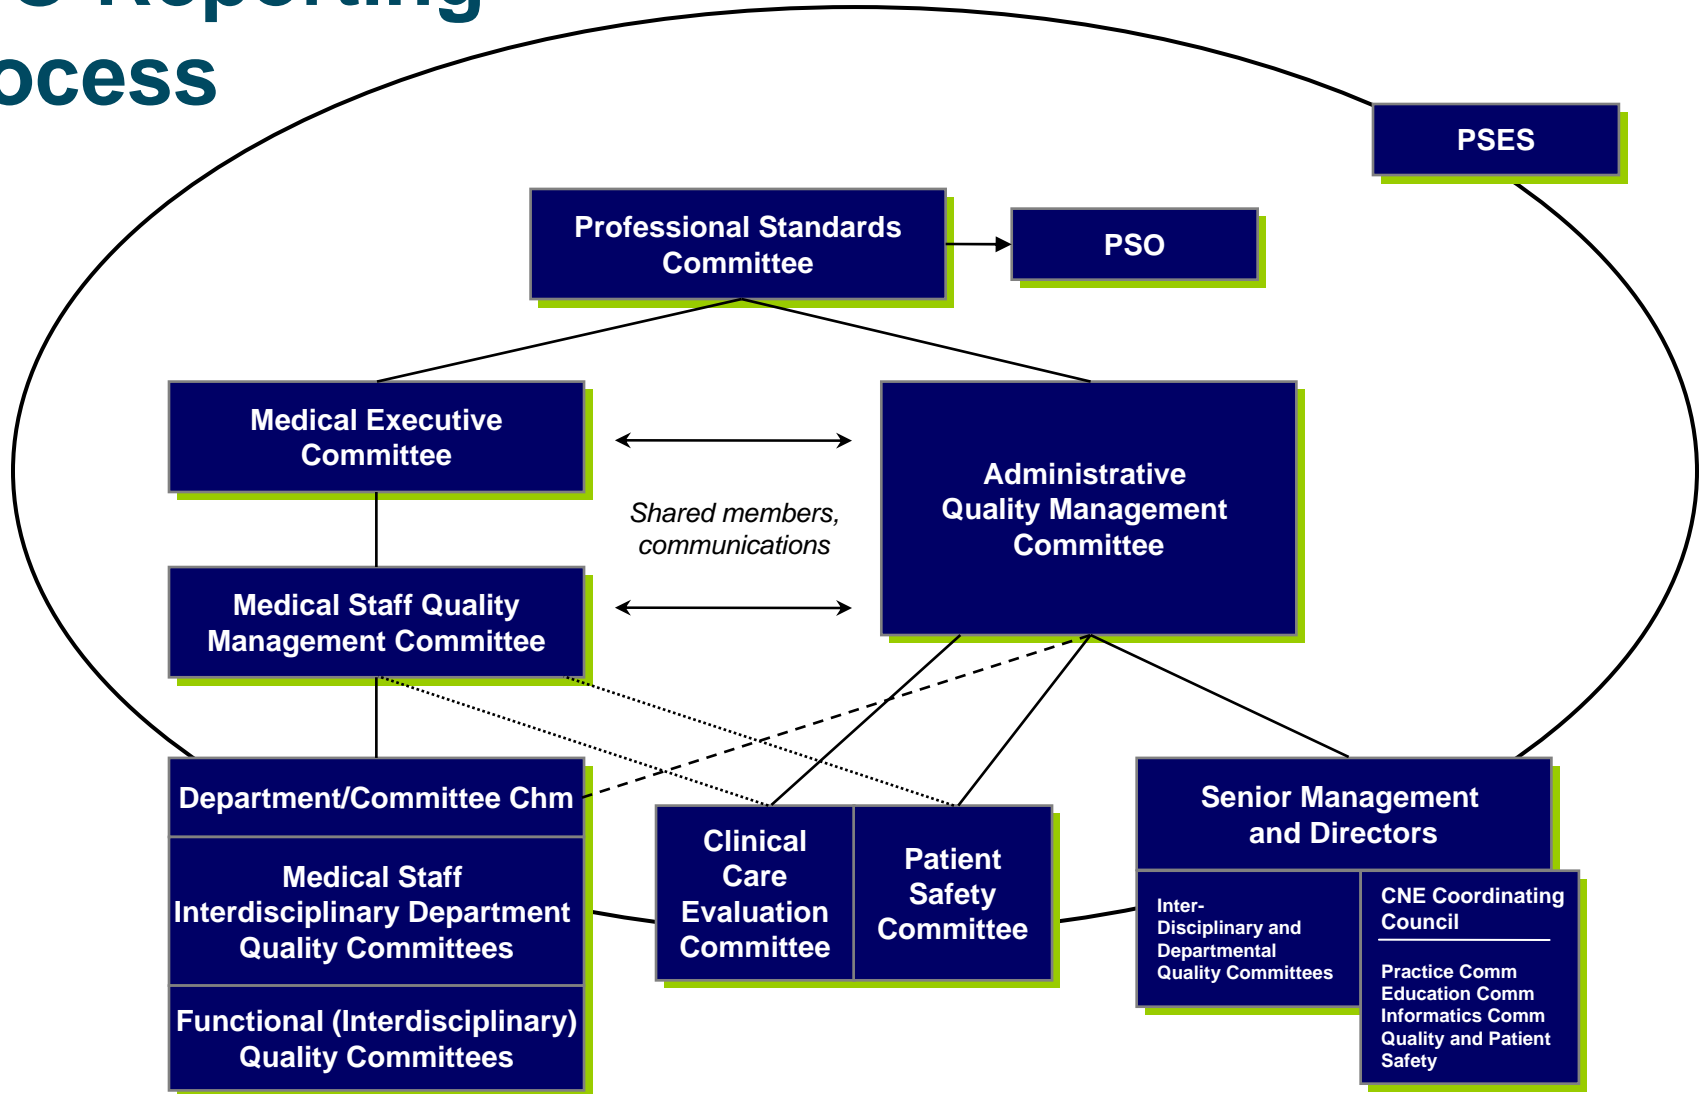 Reporting
ocess
PSES
Professional Standards
Committee
PSO
Medical Executive
Committee
Administrative
Quality Management
Committee
Shared members,
communications
Medical Staff Quality
Management Committee
Department/Committee Chm
Medical Staff
Interdisciplinary Department
Quality Committees
Functional (Interdisciplinary)
Quality Committees
Clinical
Care
Evaluation
Committee
Patient
Safety
Committee
Senior Management
and Directors
Inter-
Disciplinary and
Departmental
Quality Committees
CNE Coordinating
Council
Practice Comm
Education Comm
Informatics Comm
Quality and Patient
Safety